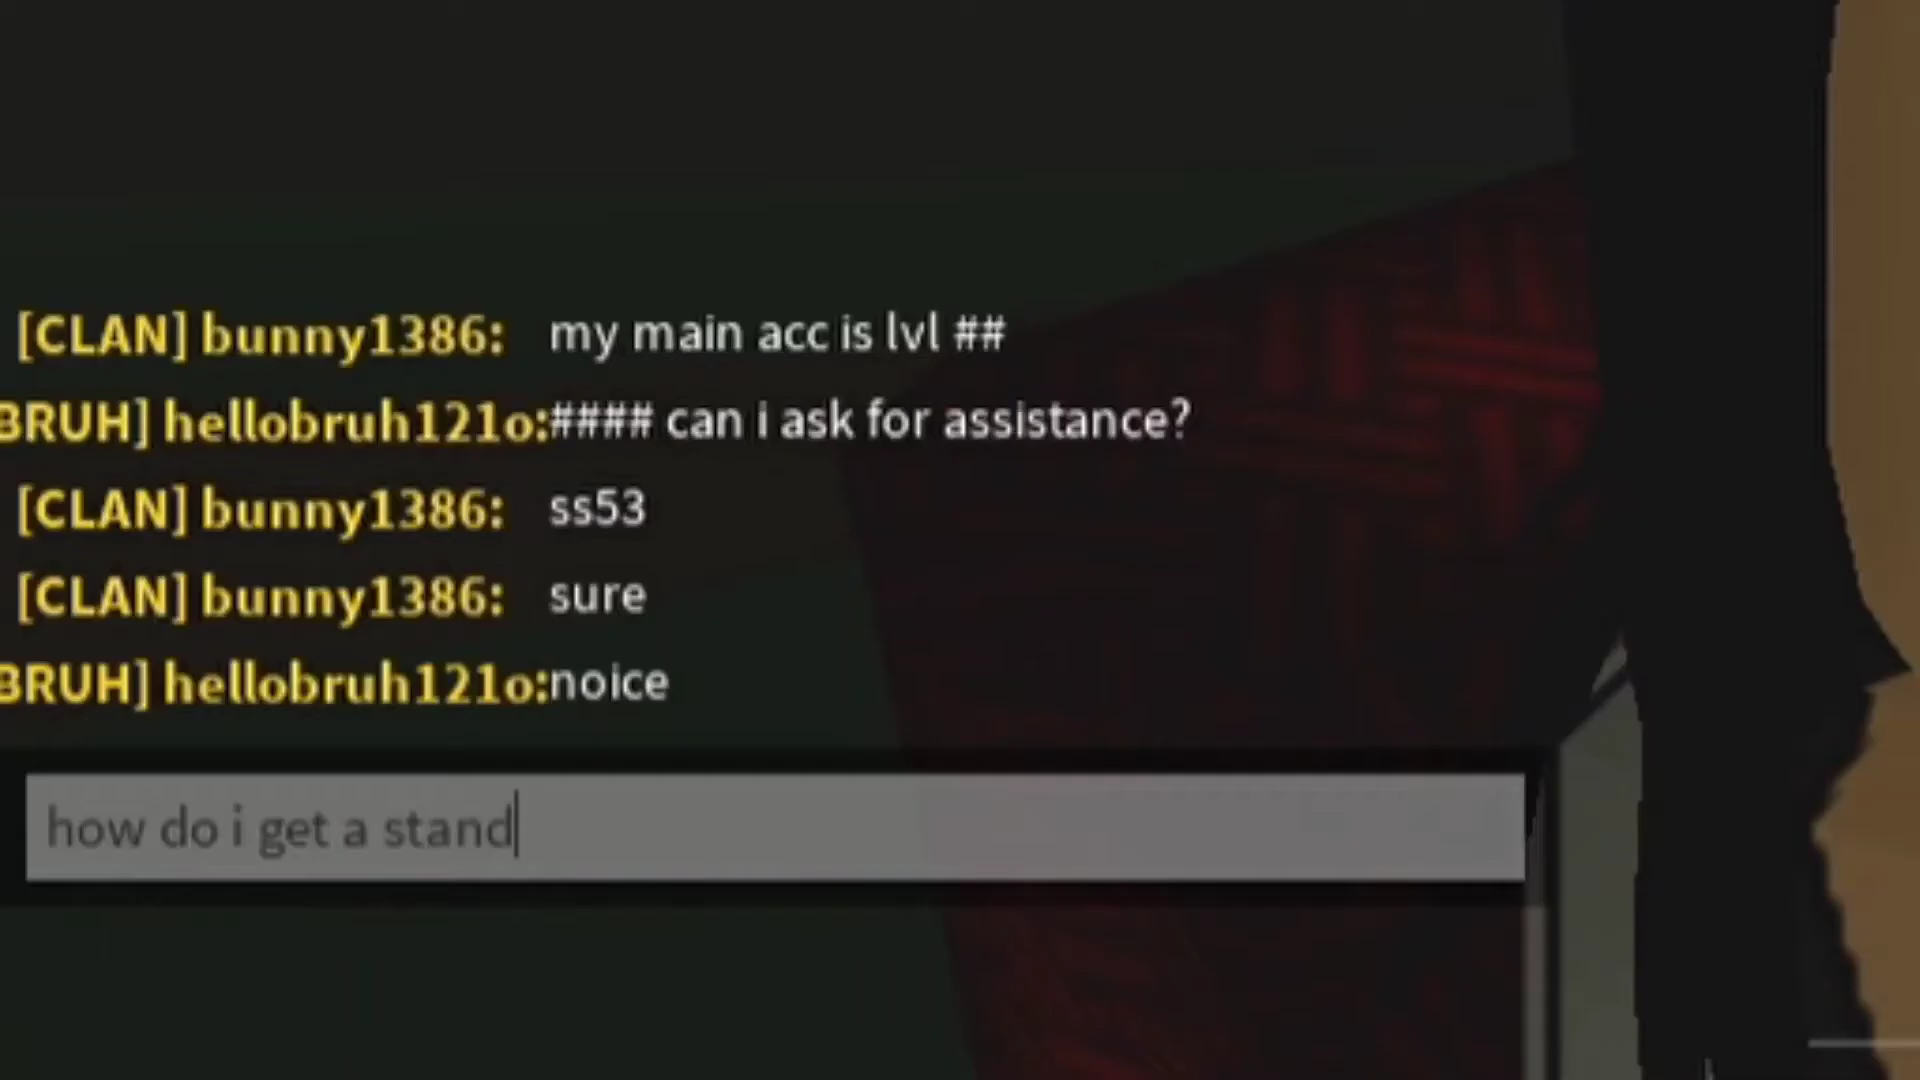 [CLAN] bunny1386: my main acc is lvl ##
BRUH] hellobruh121o:#### can i ask for assistance?
[CLAN] bunny1386: ss53
[CLAN] bunny1386: sure
BRUH] hellobruh121o:noice
how do i get a stand